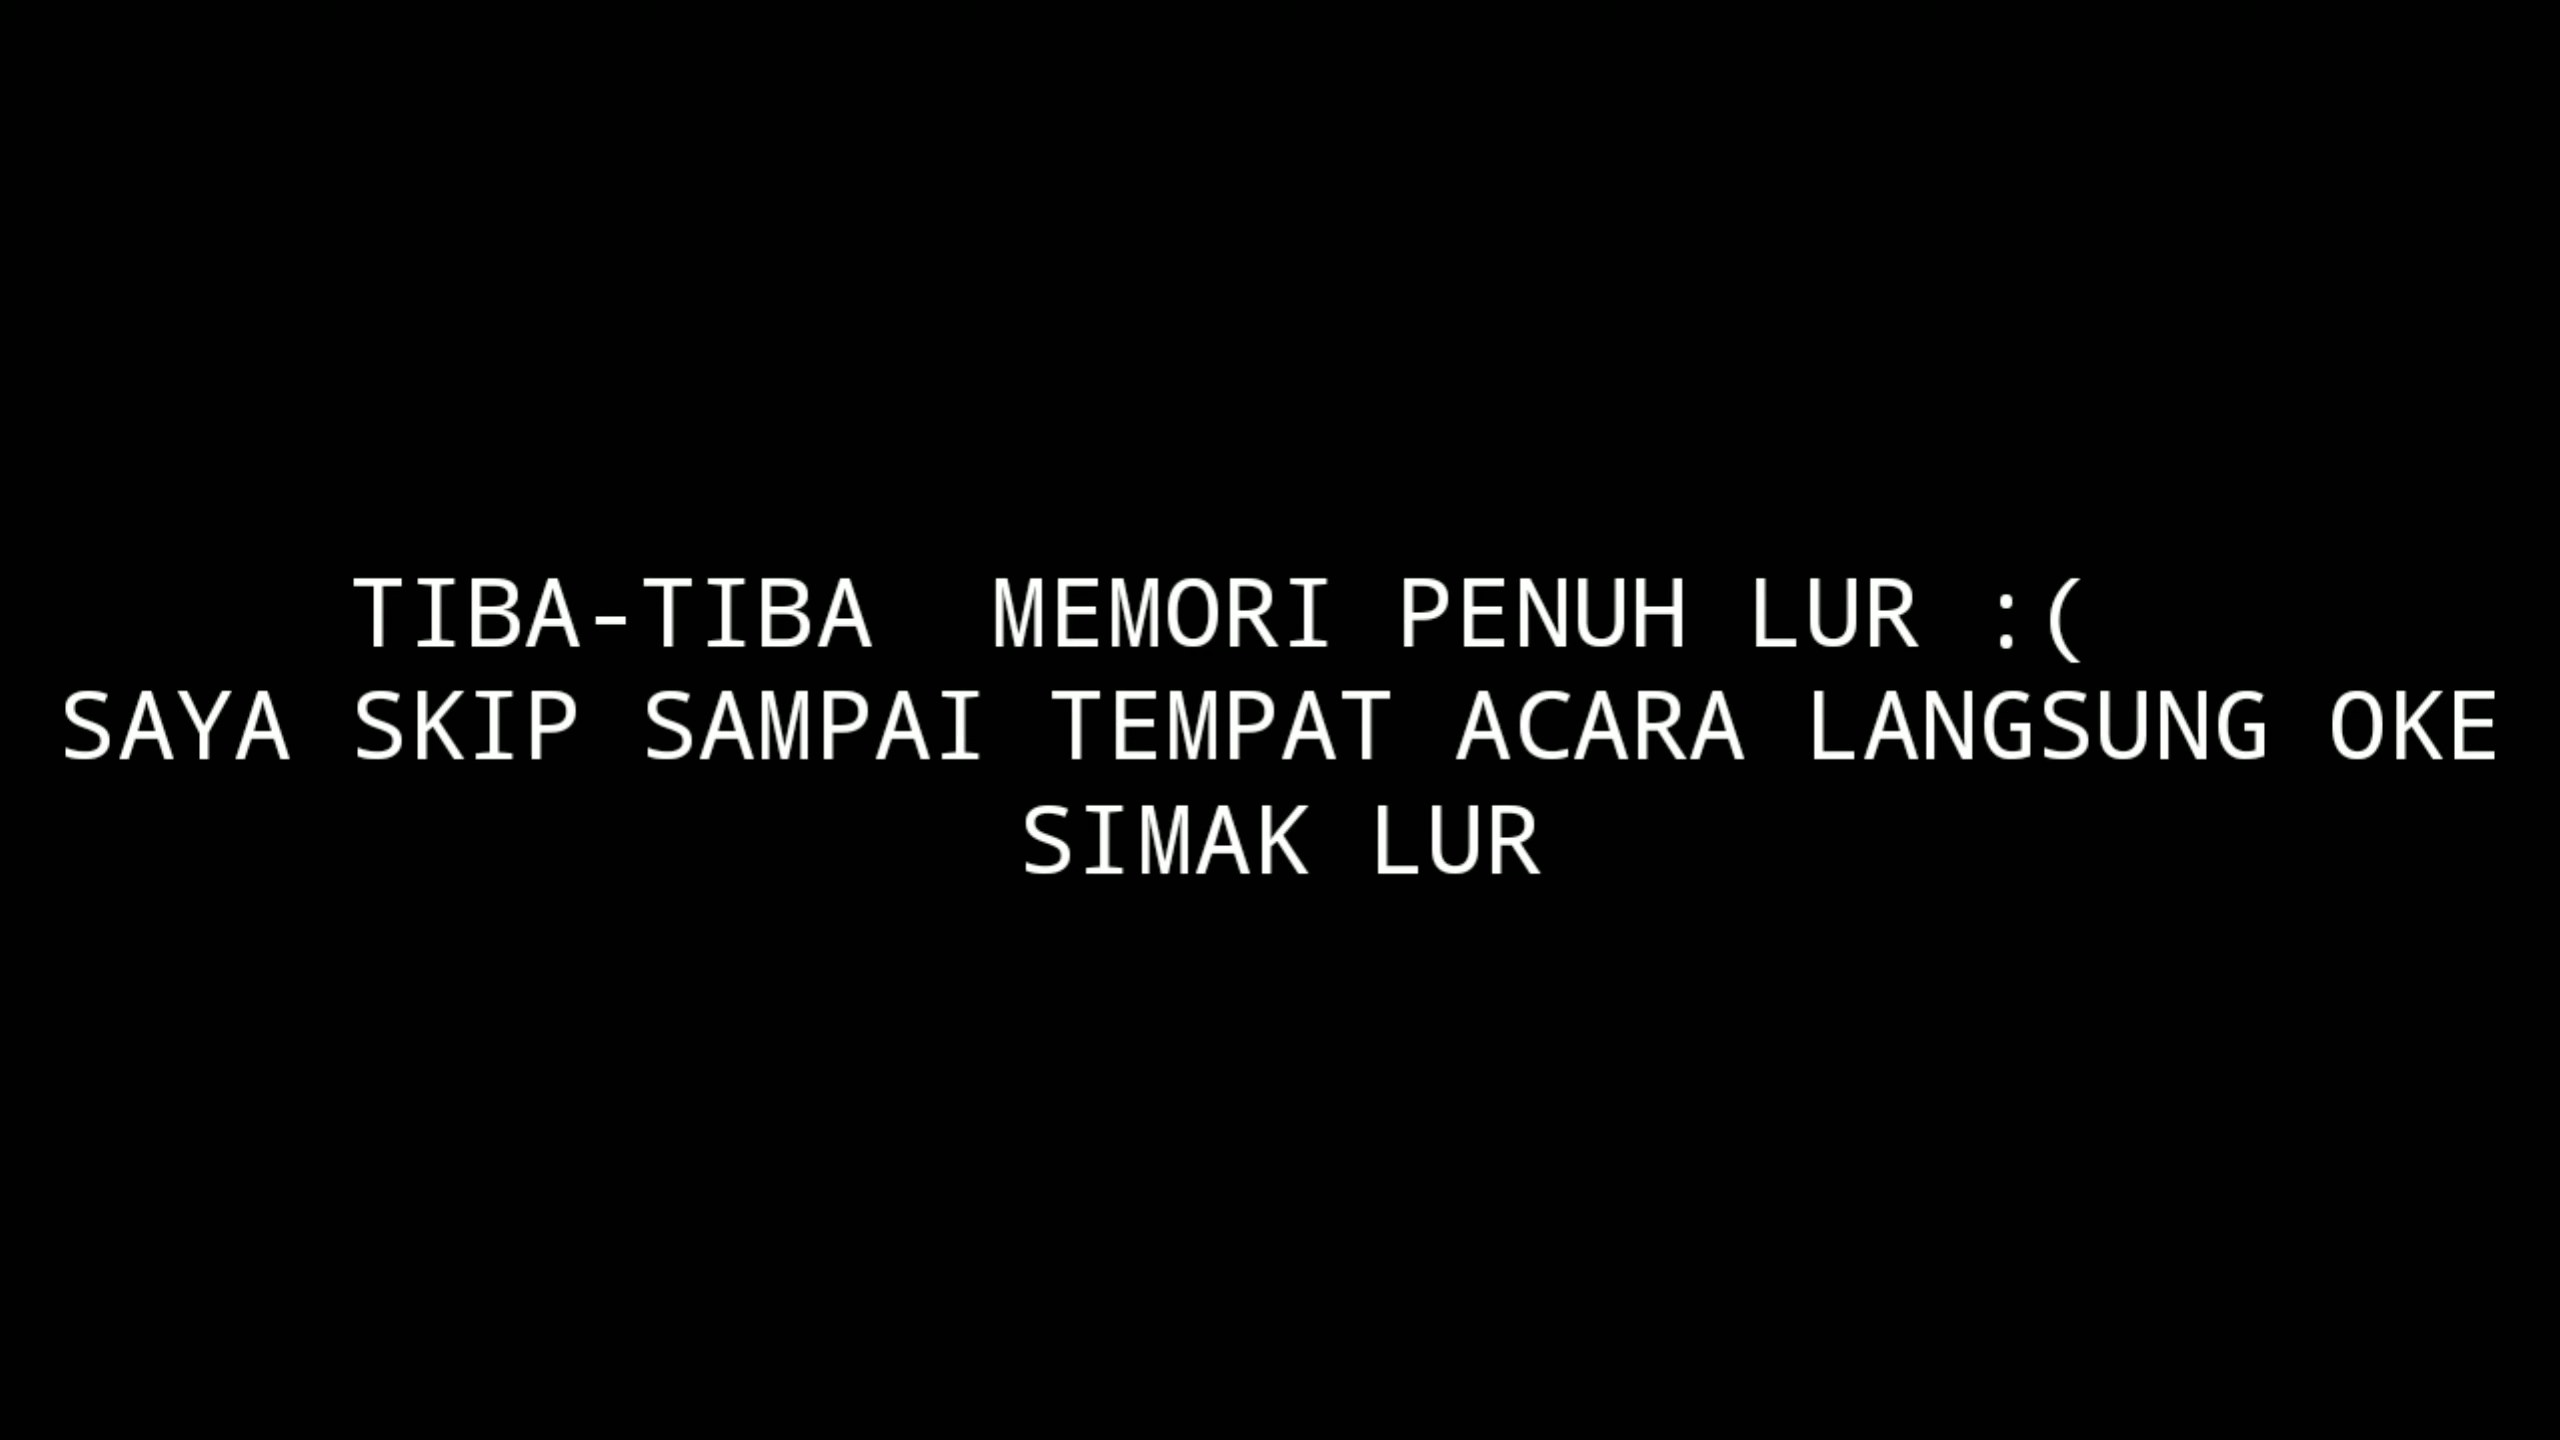 TIBA-TIBA  MEMORI PENUH LUR :(
SAYA SKIP SAMPAI TEMPAT ACARA LANGSUNG OKE
SIMAK LUR